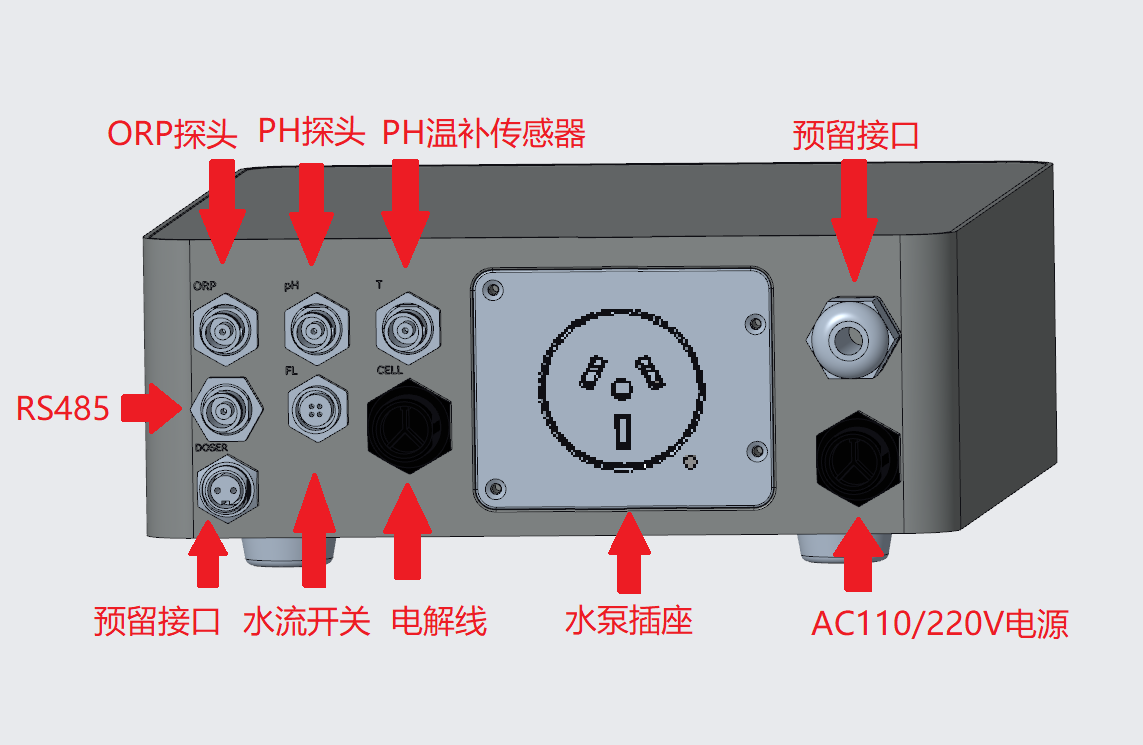 ORP探头
PH探头
PH温补传感器
预留接口
ORP
pH
T
FL
CELL
RS485
DOSER
预留接口
水流开关
电解线
水泵插座
AC110/220V电源